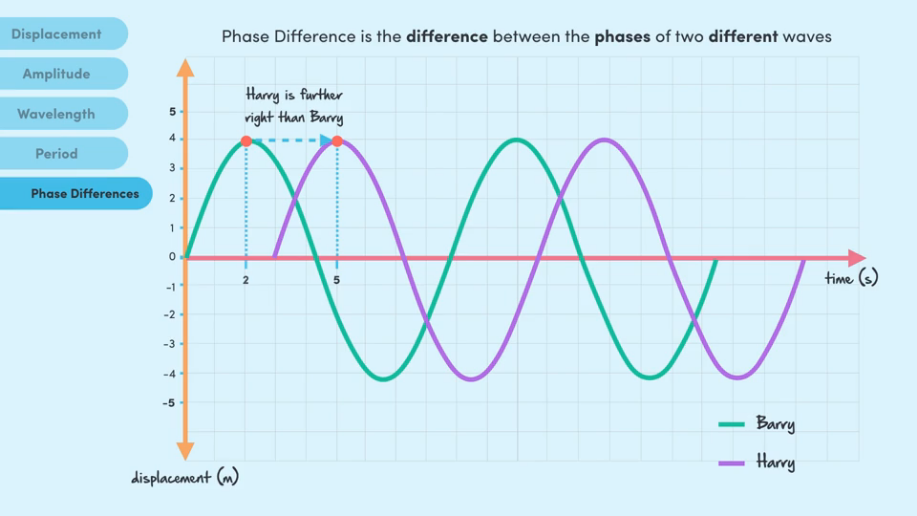 Displacement
Amplitude
Wavelength
Period
Phase Differences
Phase Difference is the difference between the phases of two different waves
Harry is further
right than Barry
5
4
3
2
1
0
-1
-2
-3
-4
-5
2
5
time (s)
displacement (m)
Barry
Harry